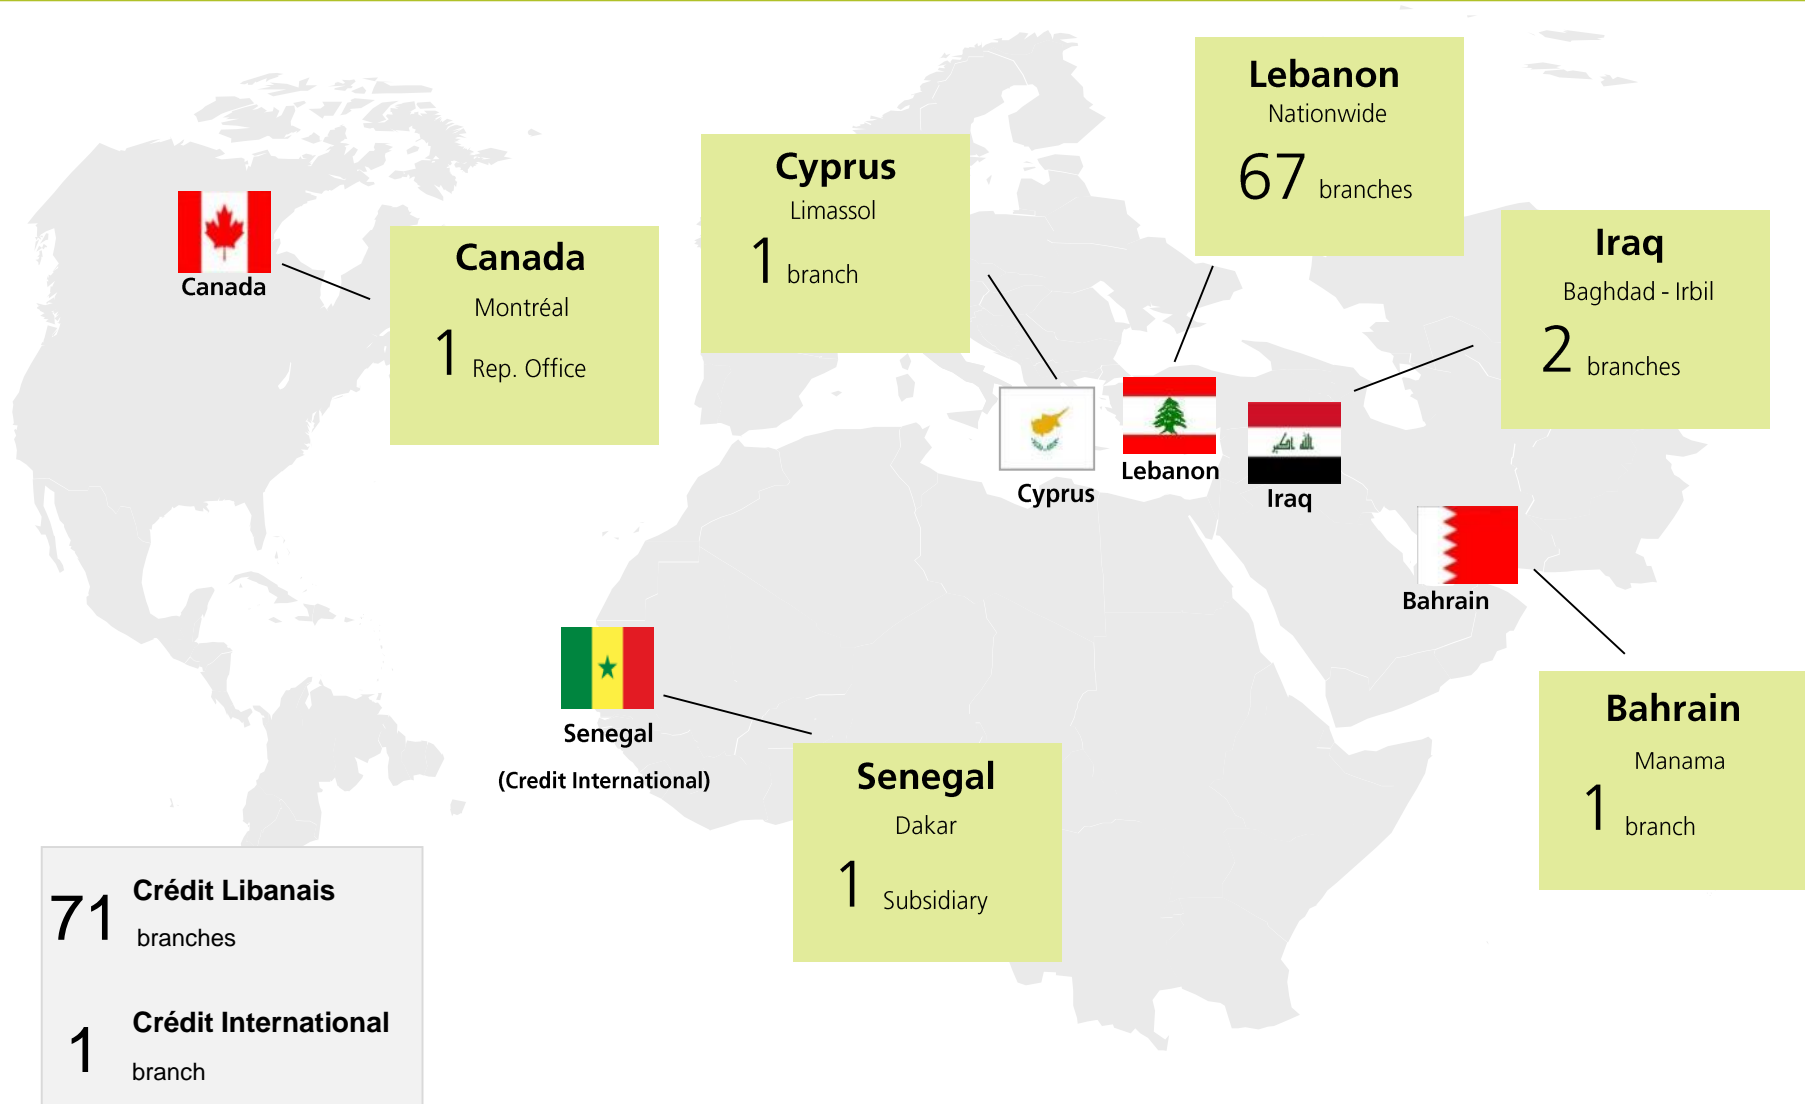 Canada
Canada
Montréal
1 Rep. Office
Cyprus
Limassol
1 branch
Lebanon
Nationwide
67 branches
Iraq
Baghdad - Irbil
2 branches
Cyprus
Lebanon
الله اكبر
Iraq
Bahrain
Bahrain
Manama
1 branch
Senegal
(Credit International)
Senegal
Dakar
1 Subsidiary
71 Crédit Libanais
branches
1 Crédit International
branch